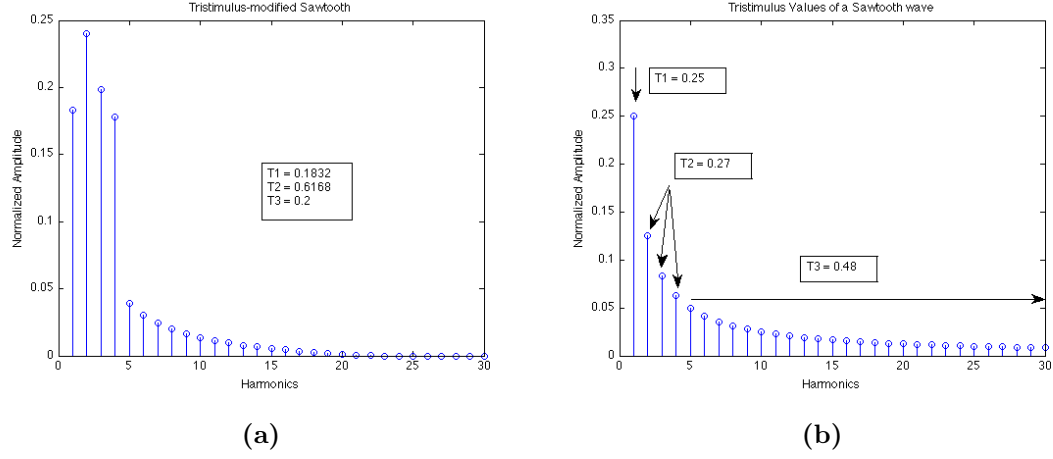 Tristimulus-modified Sawtooth
0.25
0.2
0.15
0.1
0.05
0
Normalized Amplitude
T1 = 0.1832
T2 = 0.6168
T3 = 0.2
0 5 10 15 20 25 30
Harmonics
(a)
Tristimulus Values of a Sawtooth wave
0.35
0.3
0.25
0.2
0.15
0.1
0.05
0
Normalized Amplitude
T1 = 0.25
T2 = 0.27
T3 = 0.48
0 5 10 15 20 25 30
Harmonics
(b)